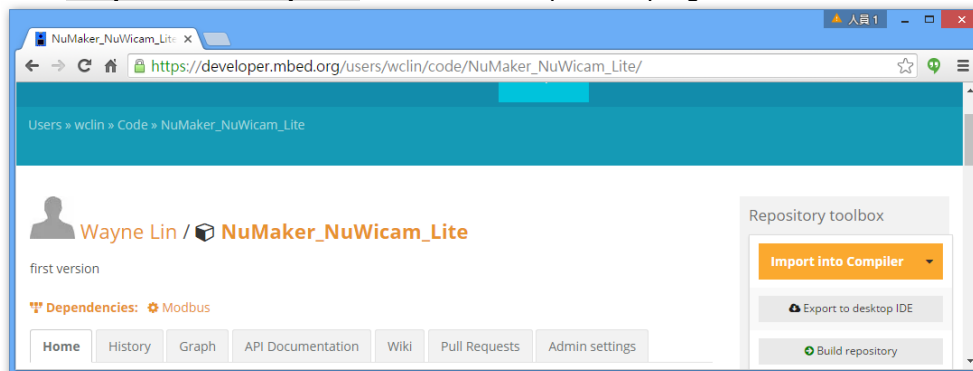 人員1
NuMaker_NuWicam_Lite
https://developer.mbed.org/users/wclin/code/NuMaker_NuWicam_Lite/
Users » wclin » Code » NuMaker_NuWicam_Lite
Wayne Lin / NuMaker_NuWicam_Lite
first version
Dependencies: Modbus
Home History Graph API Documentation Wiki Pull Requests Admin settings
Repository toolbox
Import into Compiler
Export to desktop IDE
Build repository